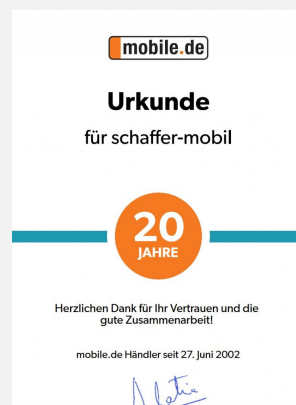 mobile.de
Urkunde
für schaffer-mobil
20
JAHRE
Herzlichen Dank für Ihr Vertrauen und die
gute Zusammenarbeit!
mobile.de Händler seit 27. Juni 2002